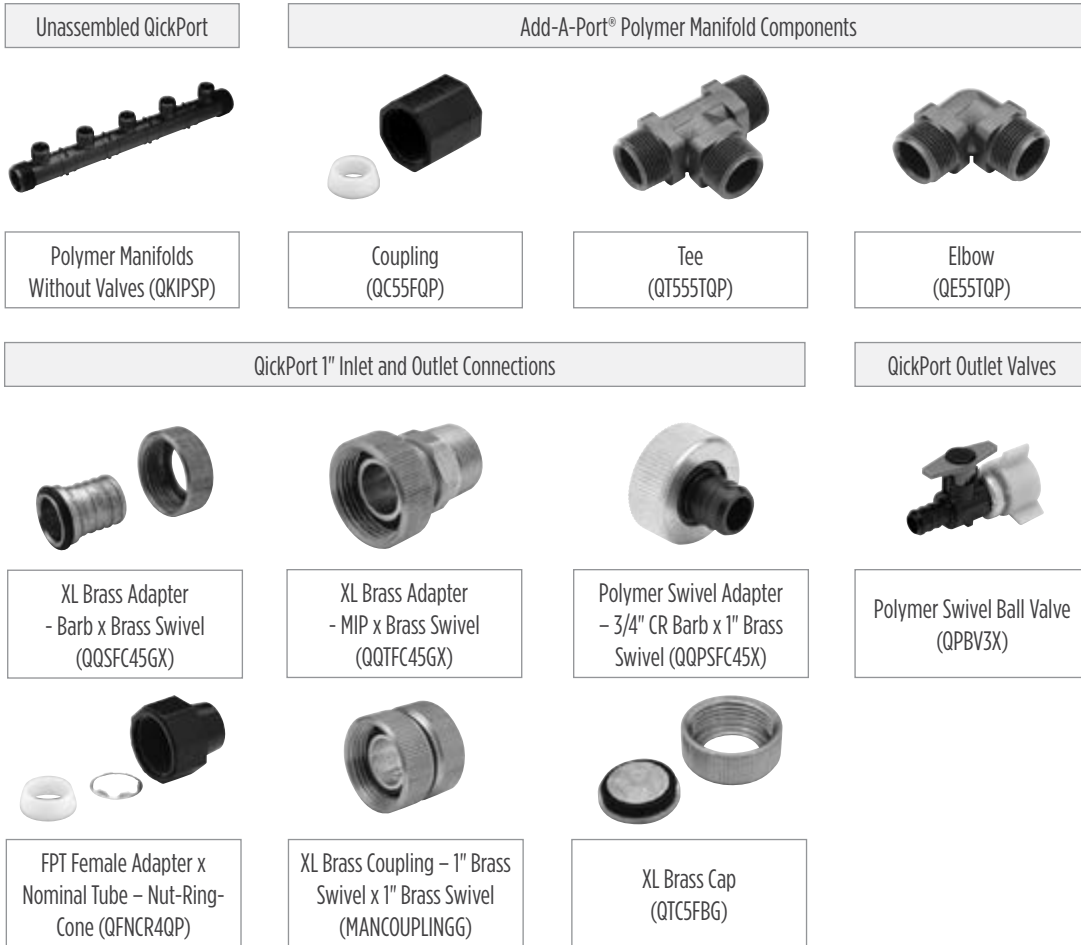 Unassembled QickPort
Add-A-Port® Polymer Manifold Components
Polymer Manifolds
Without Valves (QKIPSP)
Coupling
(QC55FQP)
Tee
(QT555TQP)
Elbow
(QE55TQP)
QickPort 1" Inlet and Outlet Connections
QickPort Outlet Valves
XL Brass Adapter
- Barb x Brass Swivel
(QQSFC45GX)
XL Brass Adapter
- MIP x Brass Swivel
(QQTFC45GX)
Polymer Swivel Adapter
– 3/4" CR Barb x 1" Brass
Swivel (QQPSFC45X)
Polymer Swivel Ball Valve
(QPBV3X)
FPT Female Adapter x
Nominal Tube – Nut-Ring-
Cone (QFNCR4QP)
XL Brass Coupling – 1" Brass
Swivel x 1" Brass Swivel
(MANCOUPLINGG)
XL Brass Cap
(QTC5FBG)